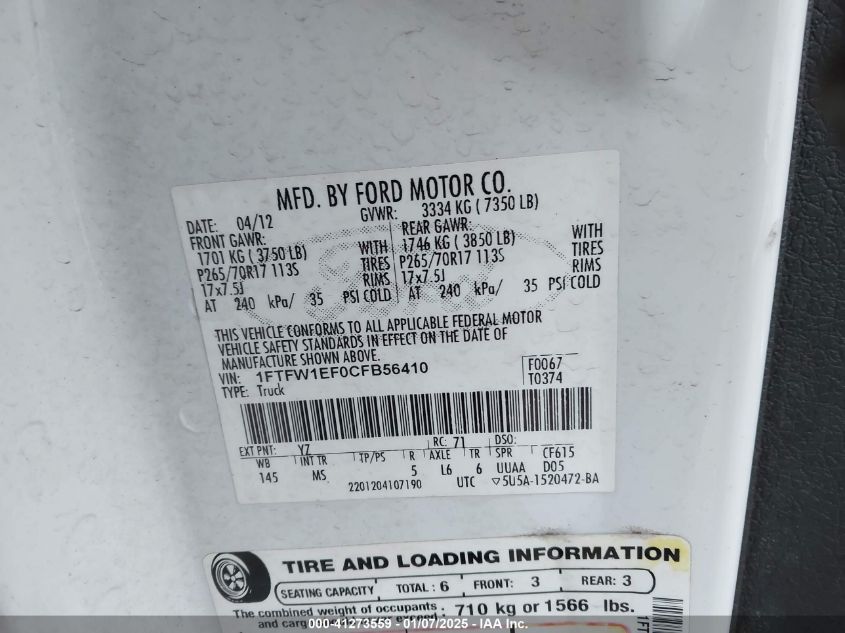 MFD. BY FORD MOTOR CO.
DATE: 04/12 GVWR: 3334 KG ( 7350 LB)
FRONT GAWR: REAR GAWR:
1701 KG ( 3750 LB) WITH 1746 KG ( 3850 LB) WITH
P265/70R17 113S TIRES P265/70R17 113S TIRES
17x7.5J RIMS 17x7.5J RIMS
AT 240 kPa/ 35 PSI COLD AT 240 kPa/ 35 PSI COLD
THIS VEHICLE CONFORMS TO ALL APPLICABLE FEDERAL MOTOR
VEHICLE SAFETY STANDARDS IN EFFECT ON THE DATE OF
MANUFACTURE SHOWN ABOVE.
VIN: 1FTFW1EF0CFB56410 F0067
TYPE: Truck T0374
EXT PNT: YZ RC: 71 DSO:
WB INT TR TP/PS R AXLE TR SPR CF615
145 MS 5 L6 6 UUAA D05
2201204107190 UTC ▽5U5A-1520472-BA
TIRE AND LOADING INFORMATION
SEATING CAPACITY TOTAL : 6 FRONT: 3 REAR: 3
The combined weight of occupants 710 kg or 1566 lbs.
and carg
1FT
000-41273559 - 01/07/2025 - IAA Inc.